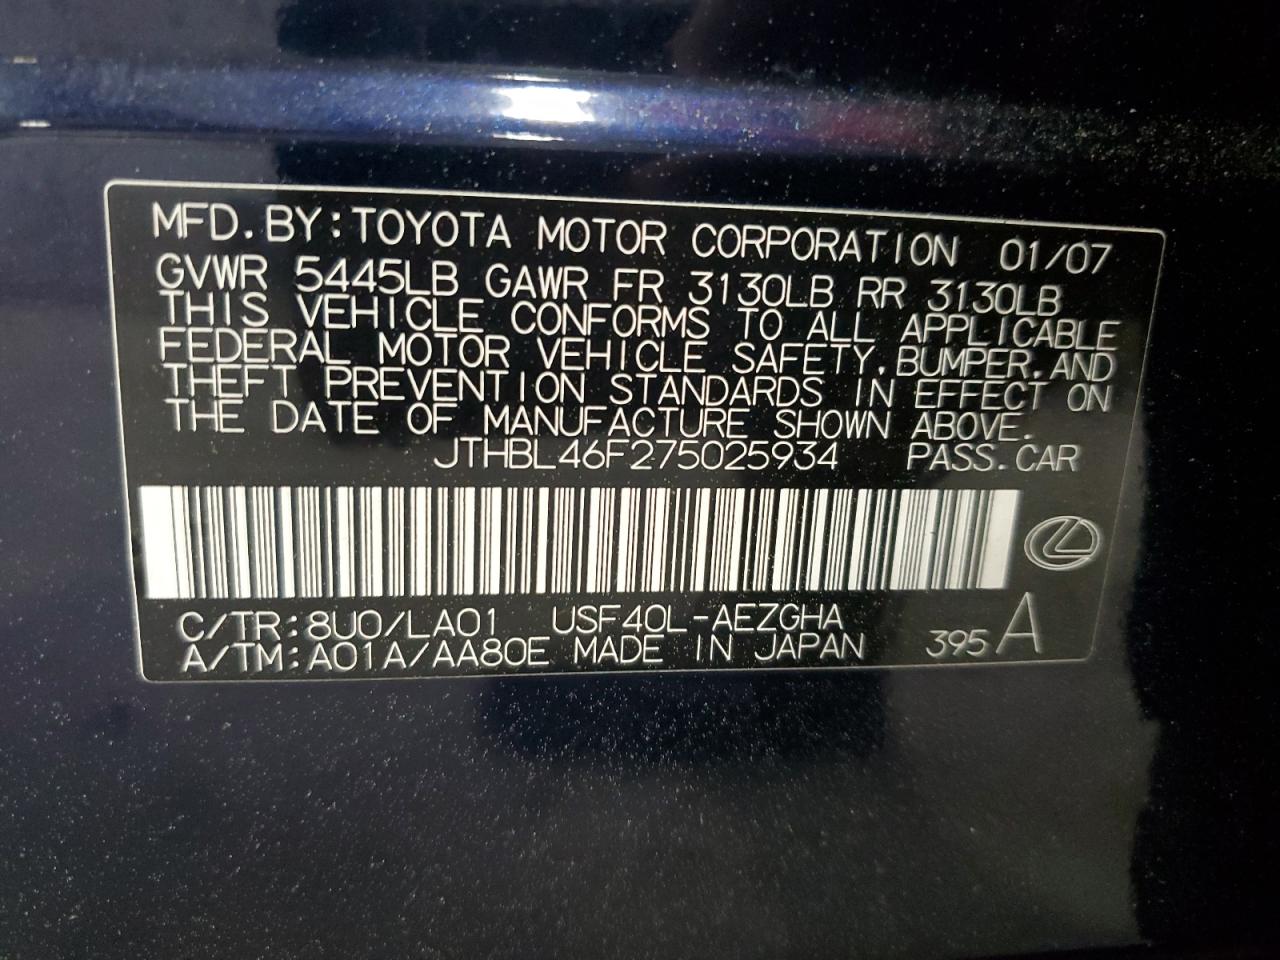 MFD. BY: TOYOTA MOTOR CORPORATION 01/07
GVWR 5445LB GAWR FR 3130LB RR 3130LB
THIS VEHICLE CONFORMS TO ALL APPLICABLE
FEDERAL MOTOR VEHICLE SAFETY, BUMPER, AND
THEFT PREVENTION STANDARDS IN EFFECT ON
THE DATE OF MANUFACTURE SHOWN ABOVE.
JTHBL46F275025934 PASS. CAR
C/TR: 8U0/LA01 USF40L-AEZGHA
A/TM: A01A/AA80E MADE IN JAPAN 395 A